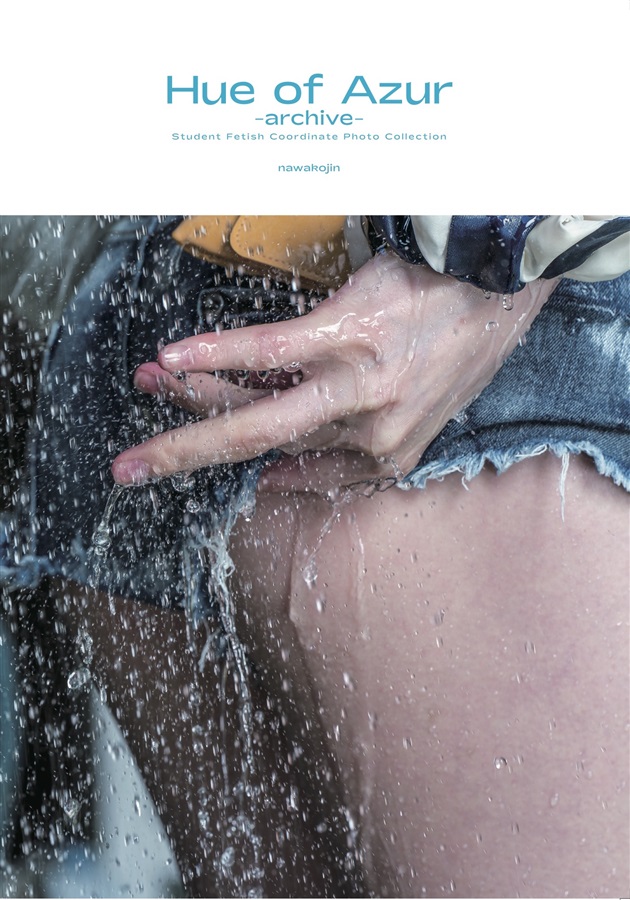 Hue of Azur
-archive-
Student Fetish Coordinate Photo Collection
nawakojin